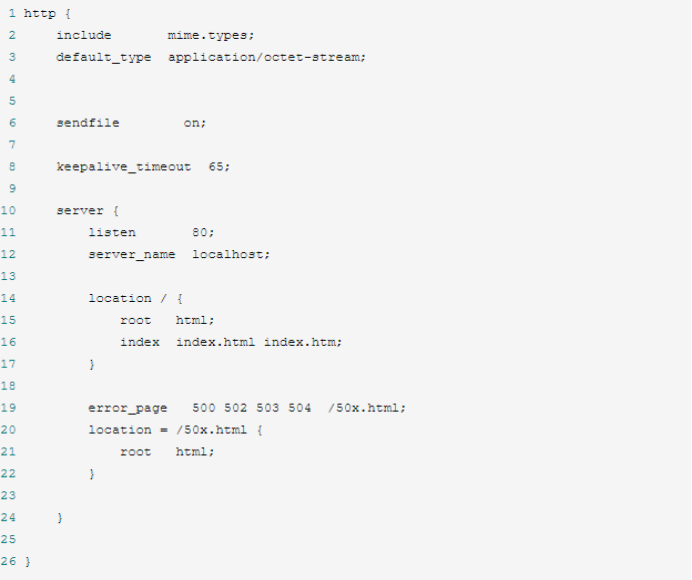 1 http {
2     include       mime.types;
3     default_type  application/octet-stream;
4
5
6     sendfile        on;
7
8     keepalive_timeout  65;
9
10     server {
11         listen       80;
12         server_name  localhost;
13
14         location / {
15             root   html;
16             index  index.html index.htm;
17         }
18
19         error_page   500 502 503 504  /50x.html;
20         location = /50x.html {
21             root   html;
22         }
23
24     }
25
26 }